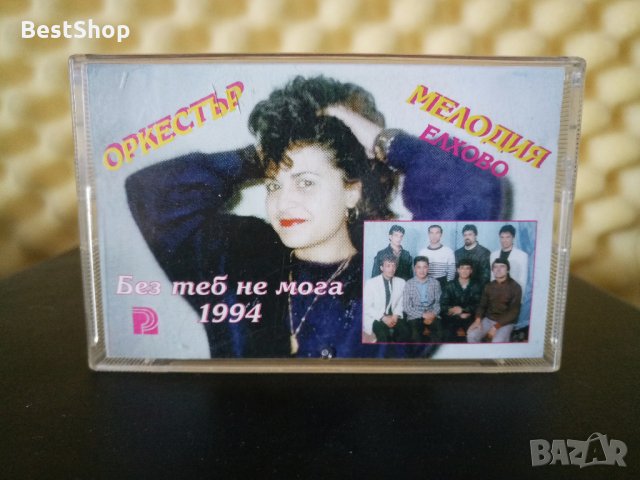 BestShop
ОРКЕСТЪР
МЕЛОДИЯ
ЕЛХОВО
Без теб не мога
1994
BAZAR